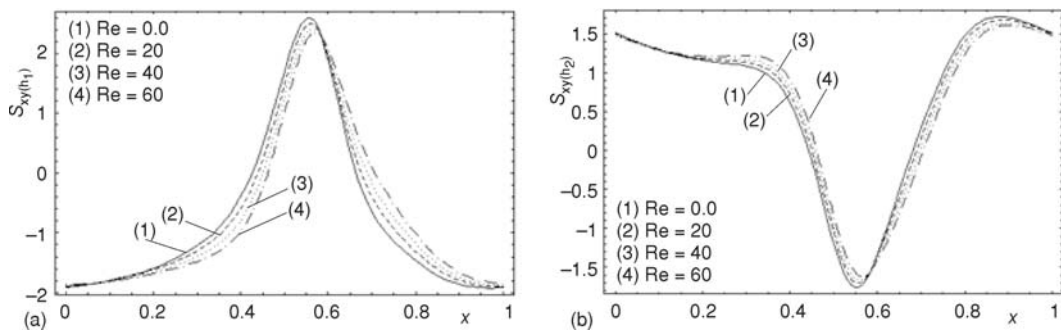 (1) Re = 0.0
(2) Re = 20
(3) Re = 40
(4) Re = 60
S_xy(h_1)
2
1
0
−1
−2
(3)
(2)
(4)
(1)
0
0.2
0.4
0.6
0.8
1
(a)
x
S_xy(h_2)
1.5
1
0.5
0
−0.5
−1
−1.5
(3)
(4)
(1)
(2)
(1) Re = 0.0
(2) Re = 20
(3) Re = 40
(4) Re = 60
0
0.2
0.4
0.6
0.8
1
(b)
x